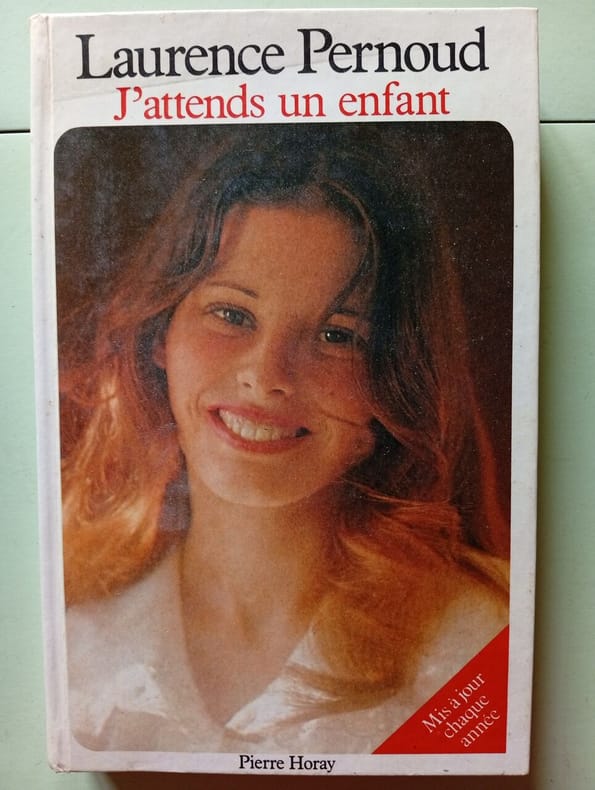 Laurence Pernoud
J'attends un enfant
Mis à jour
chaque
année
Pierre Horay